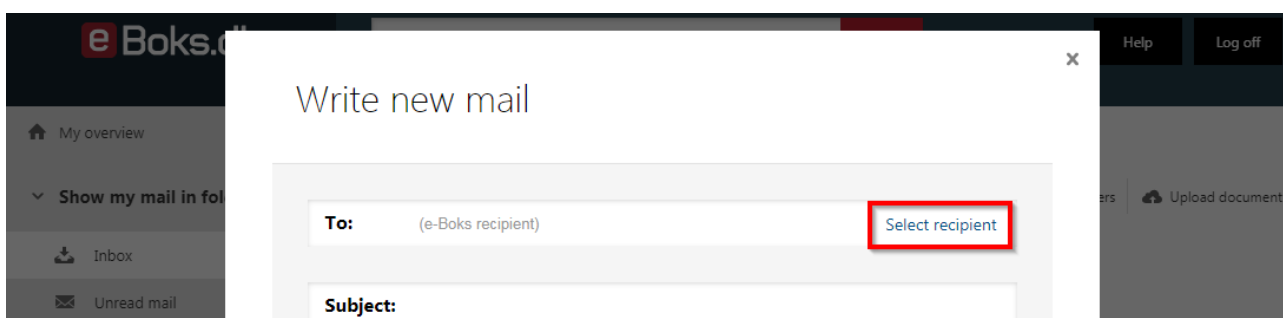 e Boks.d
Help
Log off
×
Write new mail
My overview
Show my mail in fol
ers
Upload document
To:
(e-Boks recipient)
Select recipient
Inbox
Unread mail
Subject: